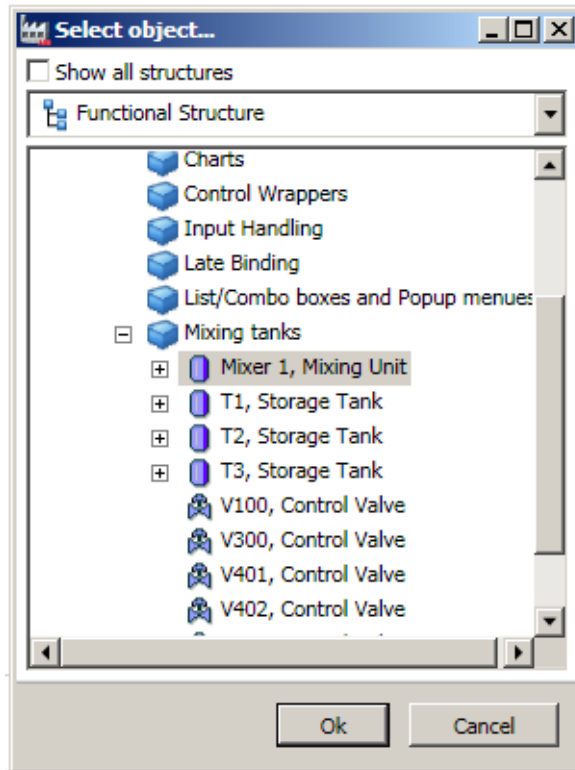 Select object...
Show all structures
Functional Structure
Charts
Control Wrappers
Input Handling
Late Binding
List/Combo boxes and Popup menues
Mixing tanks
Mixer 1, Mixing Unit
T1, Storage Tank
T2, Storage Tank
T3, Storage Tank
V100, Control Valve
V300, Control Valve
V401, Control Valve
V402, Control Valve
Ok Cancel